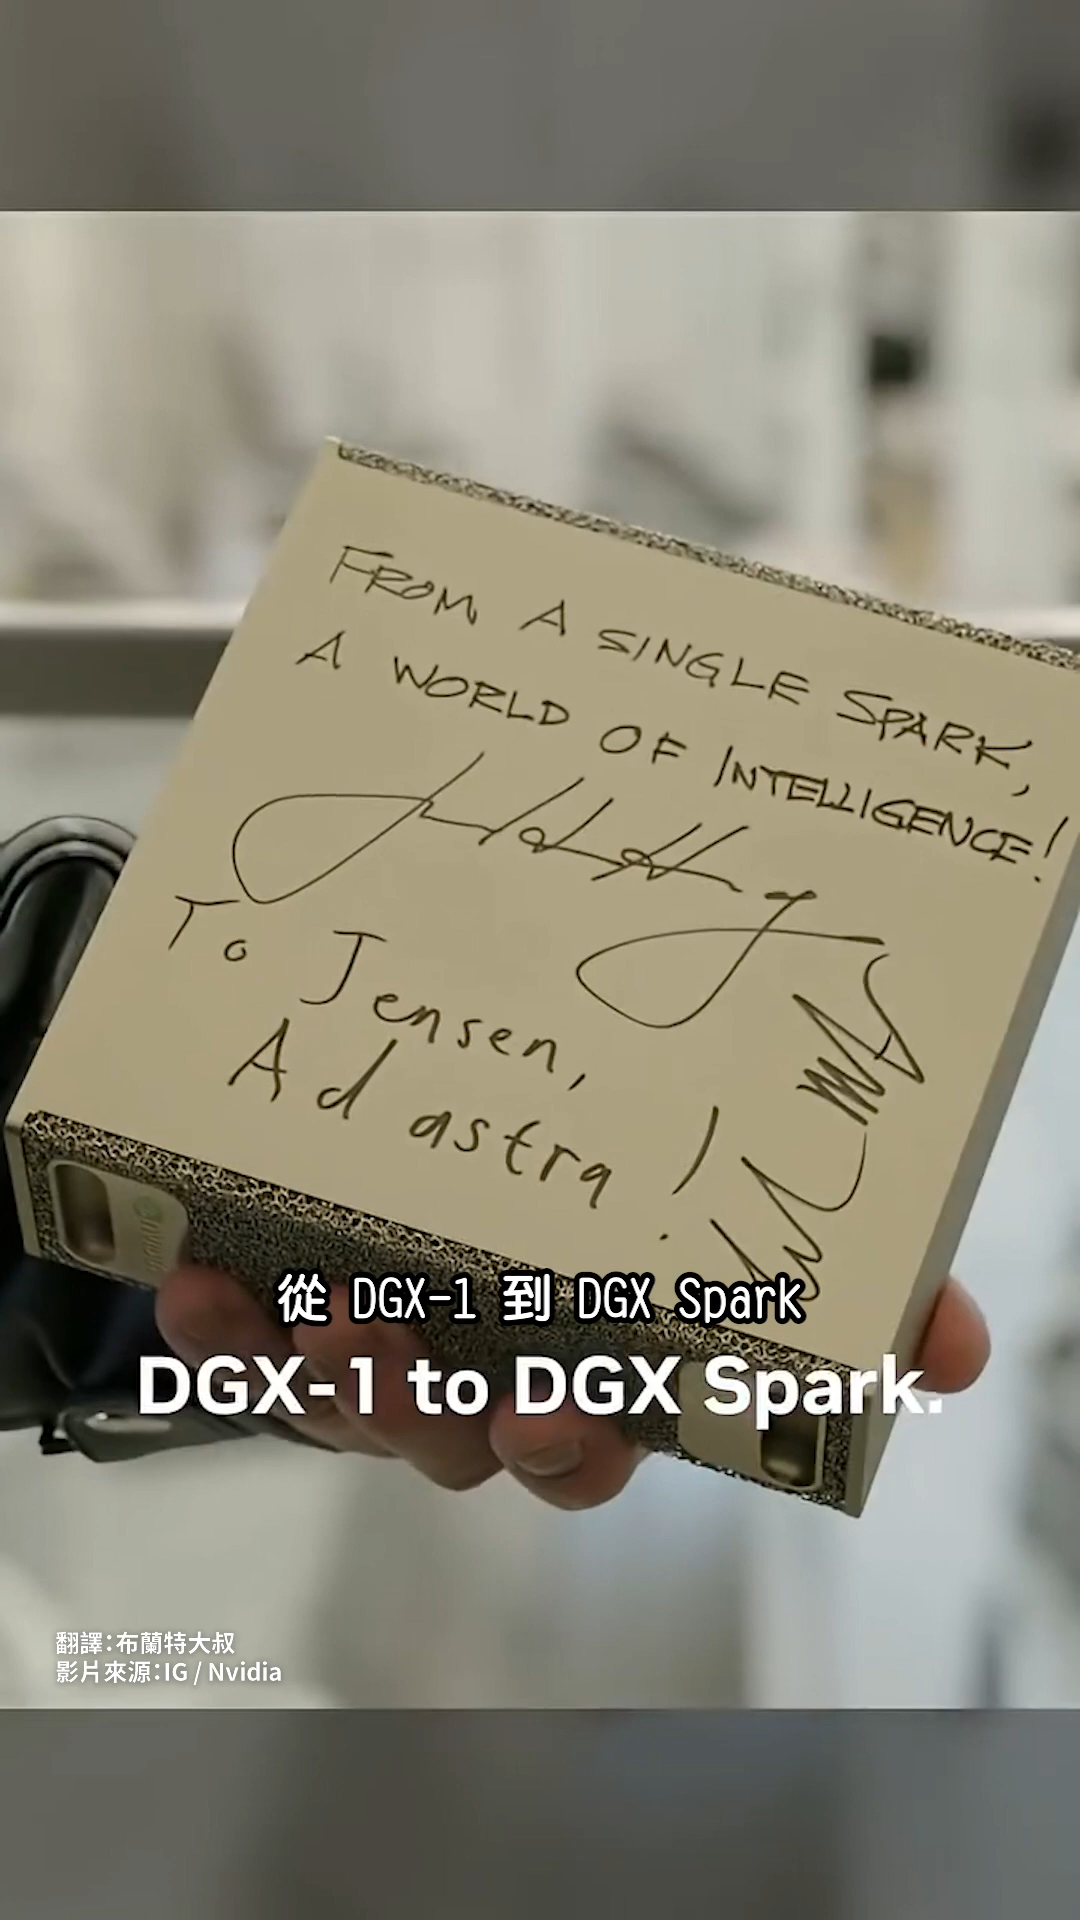 FROM A SINGLE SPARK,
A WORLD OF INTELLIGENCE!
To Jensen,
Ad astra!
nvidia
從 DGX-1 到 DGX Spark
DGX-1 to DGX Spark.
翻譯:布蘭特大叔
影片來源:IG / Nvidia